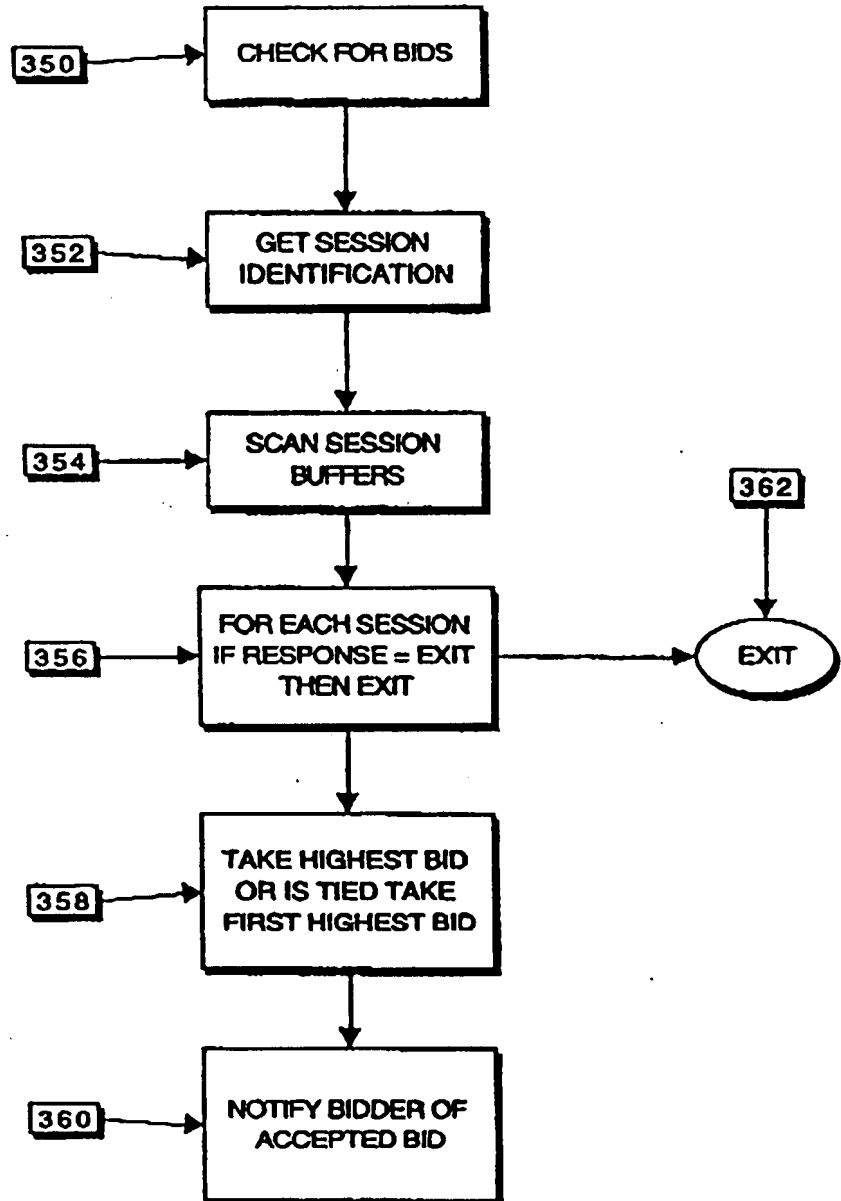 350
CHECK FOR BIDS
352
GET SESSION
IDENTIFICATION
354
SCAN SESSION
BUFFERS
362
356
FOR EACH SESSION
IF RESPONSE = EXIT
THEN EXIT
EXIT
358
TAKE HIGHEST BID
OR IS TIED TAKE
FIRST HIGHEST BID
360
NOTIFY BIDDER OF
ACCEPTED BID